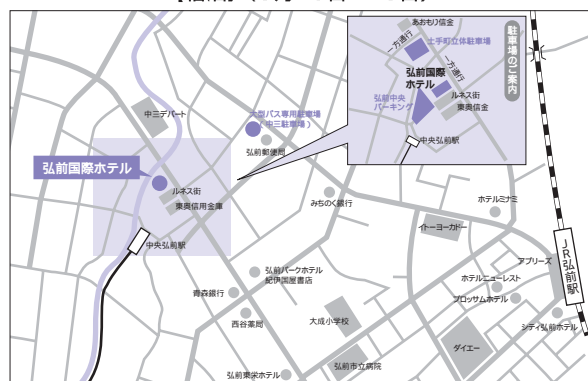 あおもり信金
土手町立体駐車場
一方通行
一方通行
弘前国際
ホテル
ルネス街
東奥信金
弘前中央
パーキング
中央弘前駅
駐車場のご案内
中三デパート
大型バス専用駐車場
（中三駐車場）
弘前郵便局
弘前国際ホテル
ルネス街
東奥信用金庫
みちのく銀行
ホテルミナミ
イトーヨーカドー
中央弘前駅
弘前パークホテル
紀伊国屋書店
アプリーズ
JR弘前駅
ホテルニューレスト
ブロッサムホテル
青森銀行
西谷薬局
大成小学校
シティ弘前ホテル
ダイエー
弘前市立病院
弘前東栄ホテル